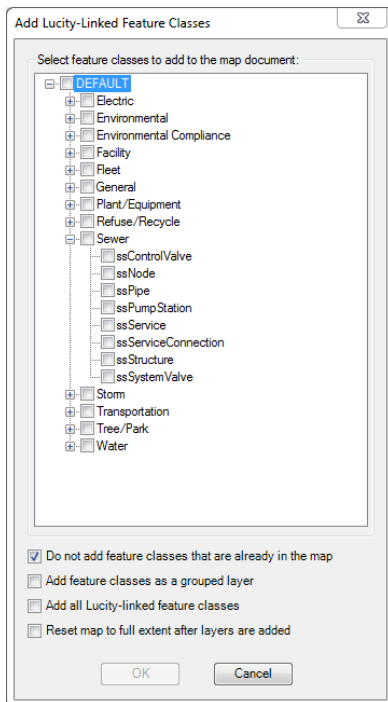 Add Lucity-Linked Feature Classes
Select feature classes to add to the map document:
DEFAULT
Electric
Environmental
Environmental Compliance
Facility
Fleet
General
Plant/Equipment
Refuse/Recycle
Sewer
ssControlValve
ssNode
ssPipe
ssPumpStation
ssService
ssServiceConnection
ssStructure
ssSystemValve
Storm
Transportation
Tree/Park
Water
Do not add feature classes that are already in the map
Add feature classes as a grouped layer
Add all Lucity-linked feature classes
Reset map to full extent after layers are added
OK Cancel